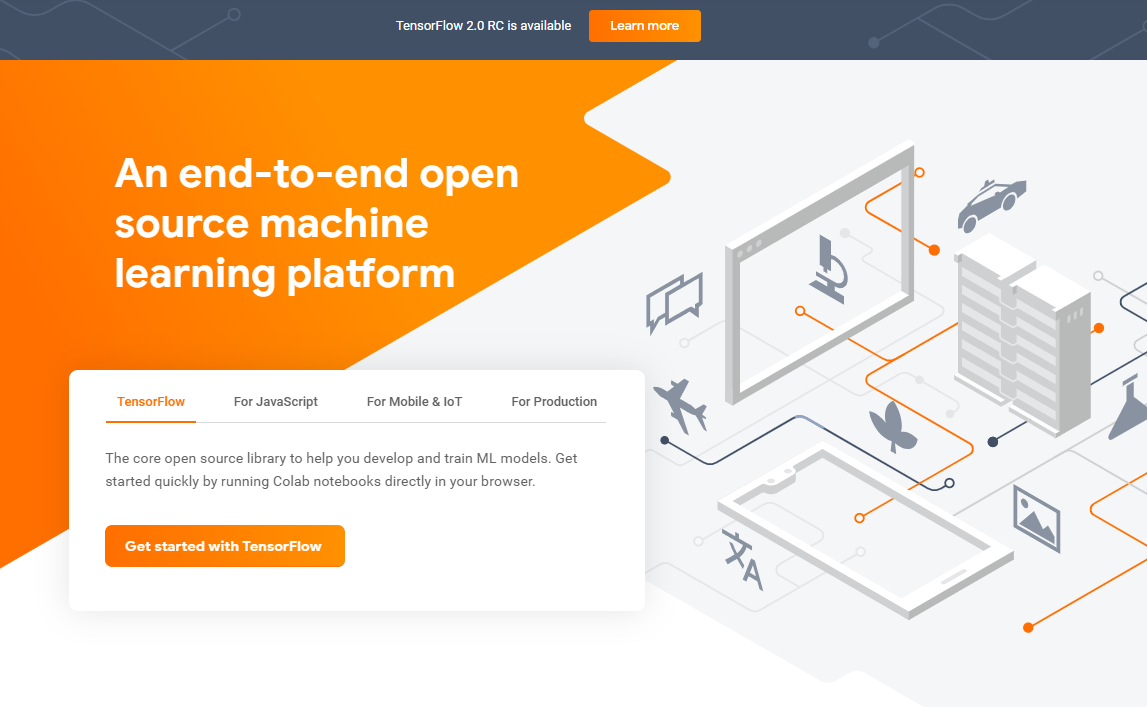 TensorFlow 2.0 RC is available
Learn more
An end-to-end open
source machine
learning platform
TensorFlow
For JavaScript
For Mobile & IoT
For Production
The core open source library to help you develop and train ML models. Get
started quickly by running Colab notebooks directly in your browser.
Get started with TensorFlow
文A